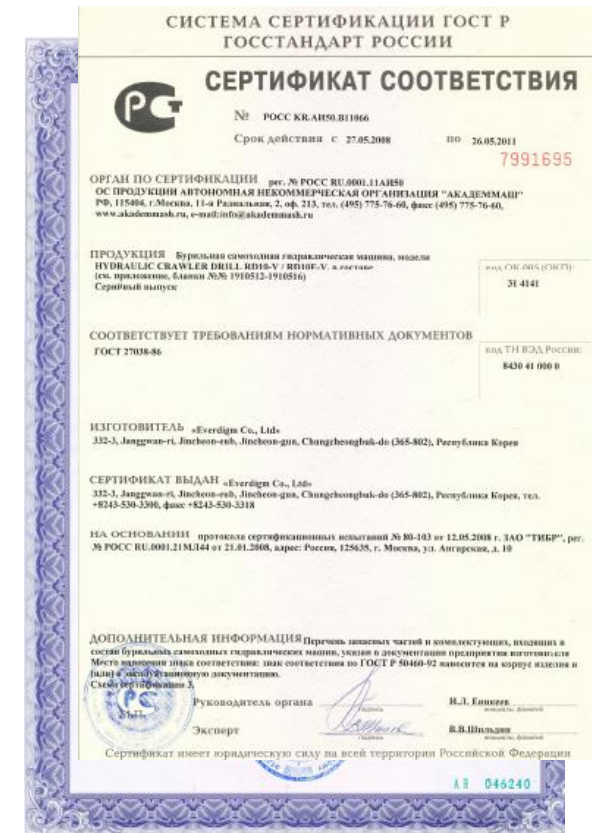 СИСТЕМА СЕРТИФИКАЦИИ ГОСТ Р
ГОССТАНДАРТ РОССИИ
СЕРТИФИКАТ СООТВЕТСТВИЯ
№ РОСС KR.АИ50.В11066
Срок действия с 27.05.2008 по 26.05.2011
7991695
ОРГАН ПО СЕРТИФИКАЦИИ рег. № РОСС RU.0001.11АИ50
ОС ПРОДУКЦИИ АВТОНОМНАЯ НЕКОММЕРЧЕСКАЯ ОРГАНИЗАЦИЯ "АКАДЕММАШ"
РФ, 115404, г.Москва, 11-я Радиальная, 2, оф. 213, тел. (495) 775-76-60, факс (495) 775-76-60,
www.akademmash.ru, e-mail:info@akademmash.ru
ПРОДУКЦИЯ Бурильная самоходная гидравлическая машина, модели
HYDRAULIC CRAWLER DRILL RD10-V / RD10E-V, в составе
(см. приложение, бланки №№ 1910512-1910516)
Серийный выпуск
код ОК 005 (ОКП):
31 4141
СООТВЕТСТВУЕТ ТРЕБОВАНИЯМ НОРМАТИВНЫХ ДОКУМЕНТОВ
ГОСТ 27038-86
код ТН ВЭД России:
8430 41 000 0
ИЗГОТОВИТЕЛЬ «Everdigm Co., Ltd»
332-3, Janggwan-ri, Jincheon-eub, Jincheon-gun, Chungcheongbuk-do (365-802), Республика Корея
СЕРТИФИКАТ ВЫДАН «Everdigm Co., Ltd»
332-3, Janggwan-ri, Jincheon-eub, Jincheon-gun, Chungcheongbuk-do (365-802), Республика Корея, тел.
+8243-530-3300, факс +8243-530-3318
НА ОСНОВАНИИ протокола сертификационных испытаний № 80-103 от 12.05.2008 г. ЗАО "ТИБР", рег.
№ РОСС RU.0001.21МЛ44 от 21.01.2008, адрес: Россия, 125635, г. Москва, ул. Ангарская, д. 10
ДОПОЛНИТЕЛЬНАЯ ИНФОРМАЦИЯ Перечень запасных частей и комплектующих, входящих в
состав бурильных самоходных гидравлических машин, указан в документации предприятия изготовителя
Место нанесения знака соответствия: знак соответствия по ГОСТ Р 50460-92 наносится на корпус изделия и
(или) в эксплуатационную документацию.
Схема сертификации 3.
М.П.
Руководитель органа
подпись
И.Л. Еникеев
инициалы, фамилия
Эксперт
подпись
В.В.Шильдин
инициалы, фамилия
Сертификат имеет юридическую силу на всей территории Российской Федерации
АЯ 046240